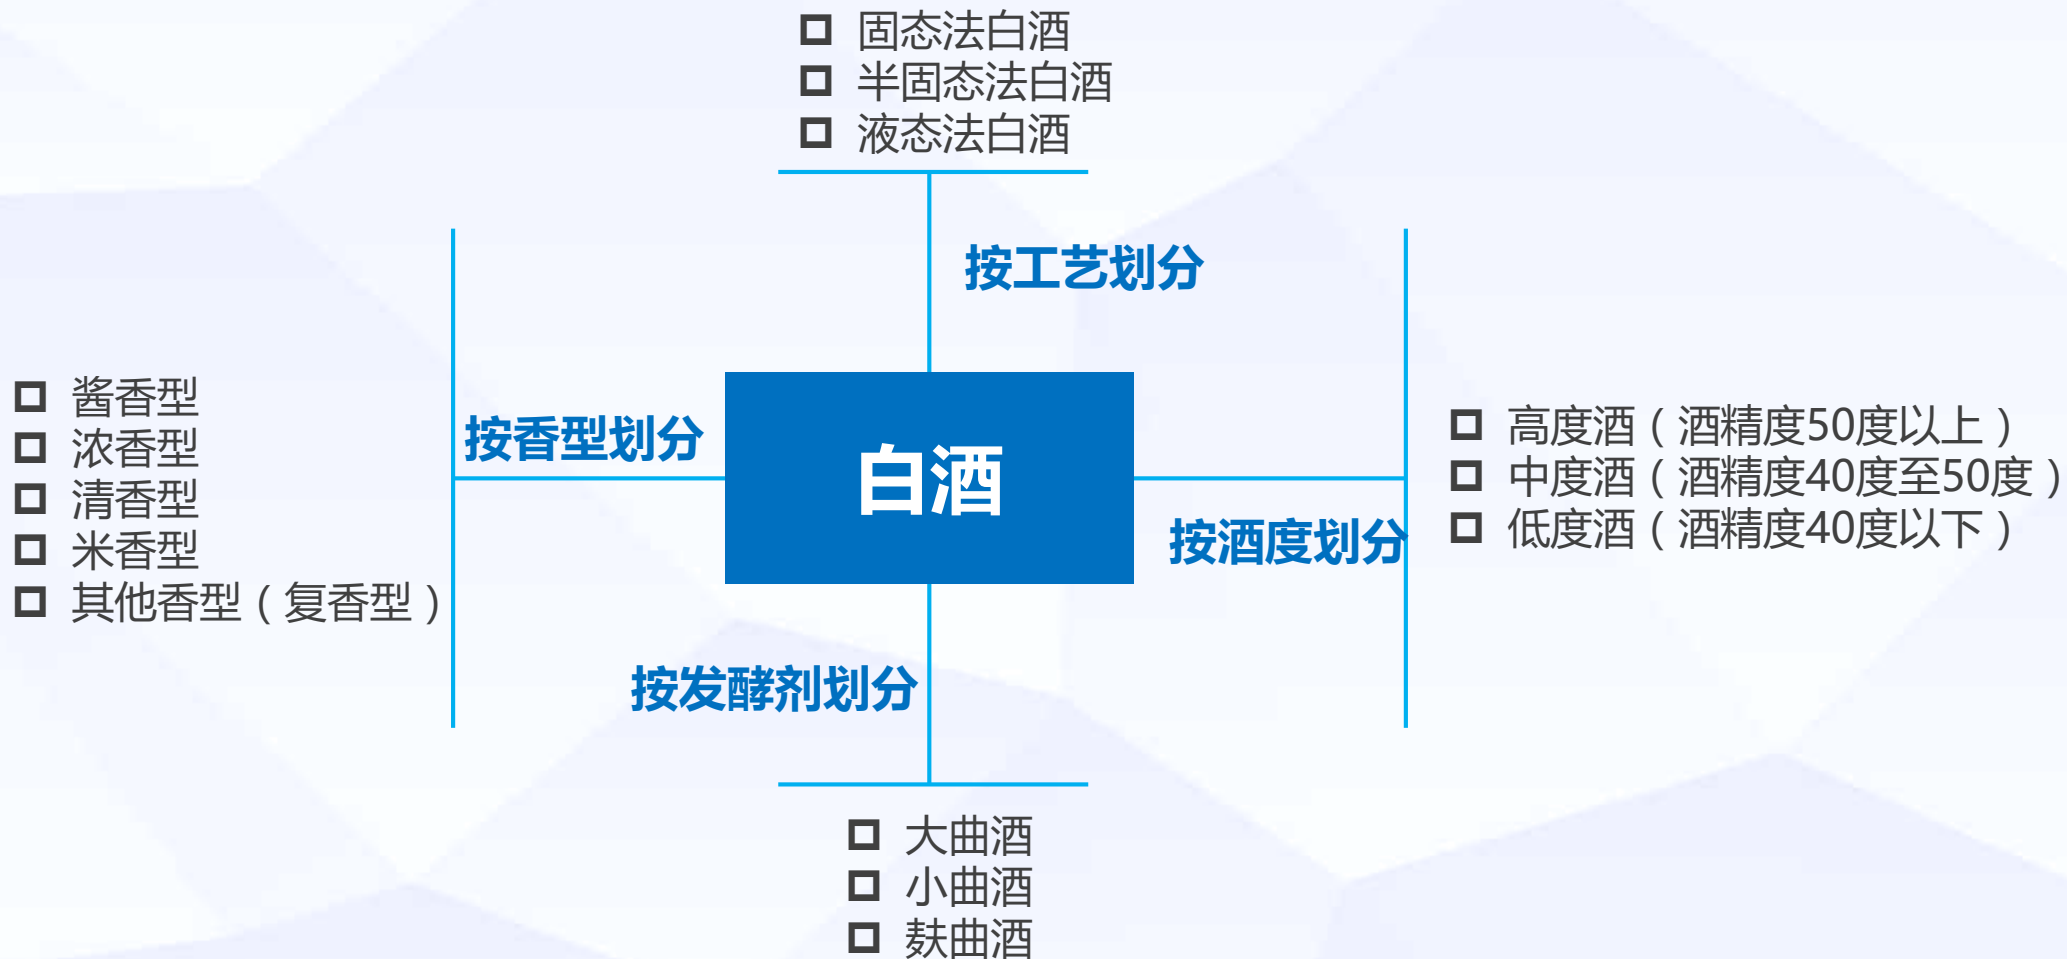 固态法白酒
半固态法白酒
液态法白酒
按工艺划分
酱香型
浓香型
清香型
米香型
其他香型（复香型）
按香型划分
白酒
按酒度划分
高度酒（酒精度50度以上）
中度酒（酒精度40度至50度）
低度酒（酒精度40度以下）
按发酵剂划分
大曲酒
小曲酒
麸曲酒